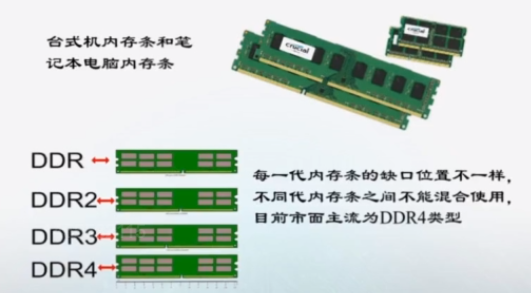 台式机内存条和笔
记本电脑内存条
crucial
DDR
DDR2
DDR3
DDR4
每一代内存条的缺口位置不一样，
不同代内存条之间不能混合使用，
目前市面主流为DDR4类型